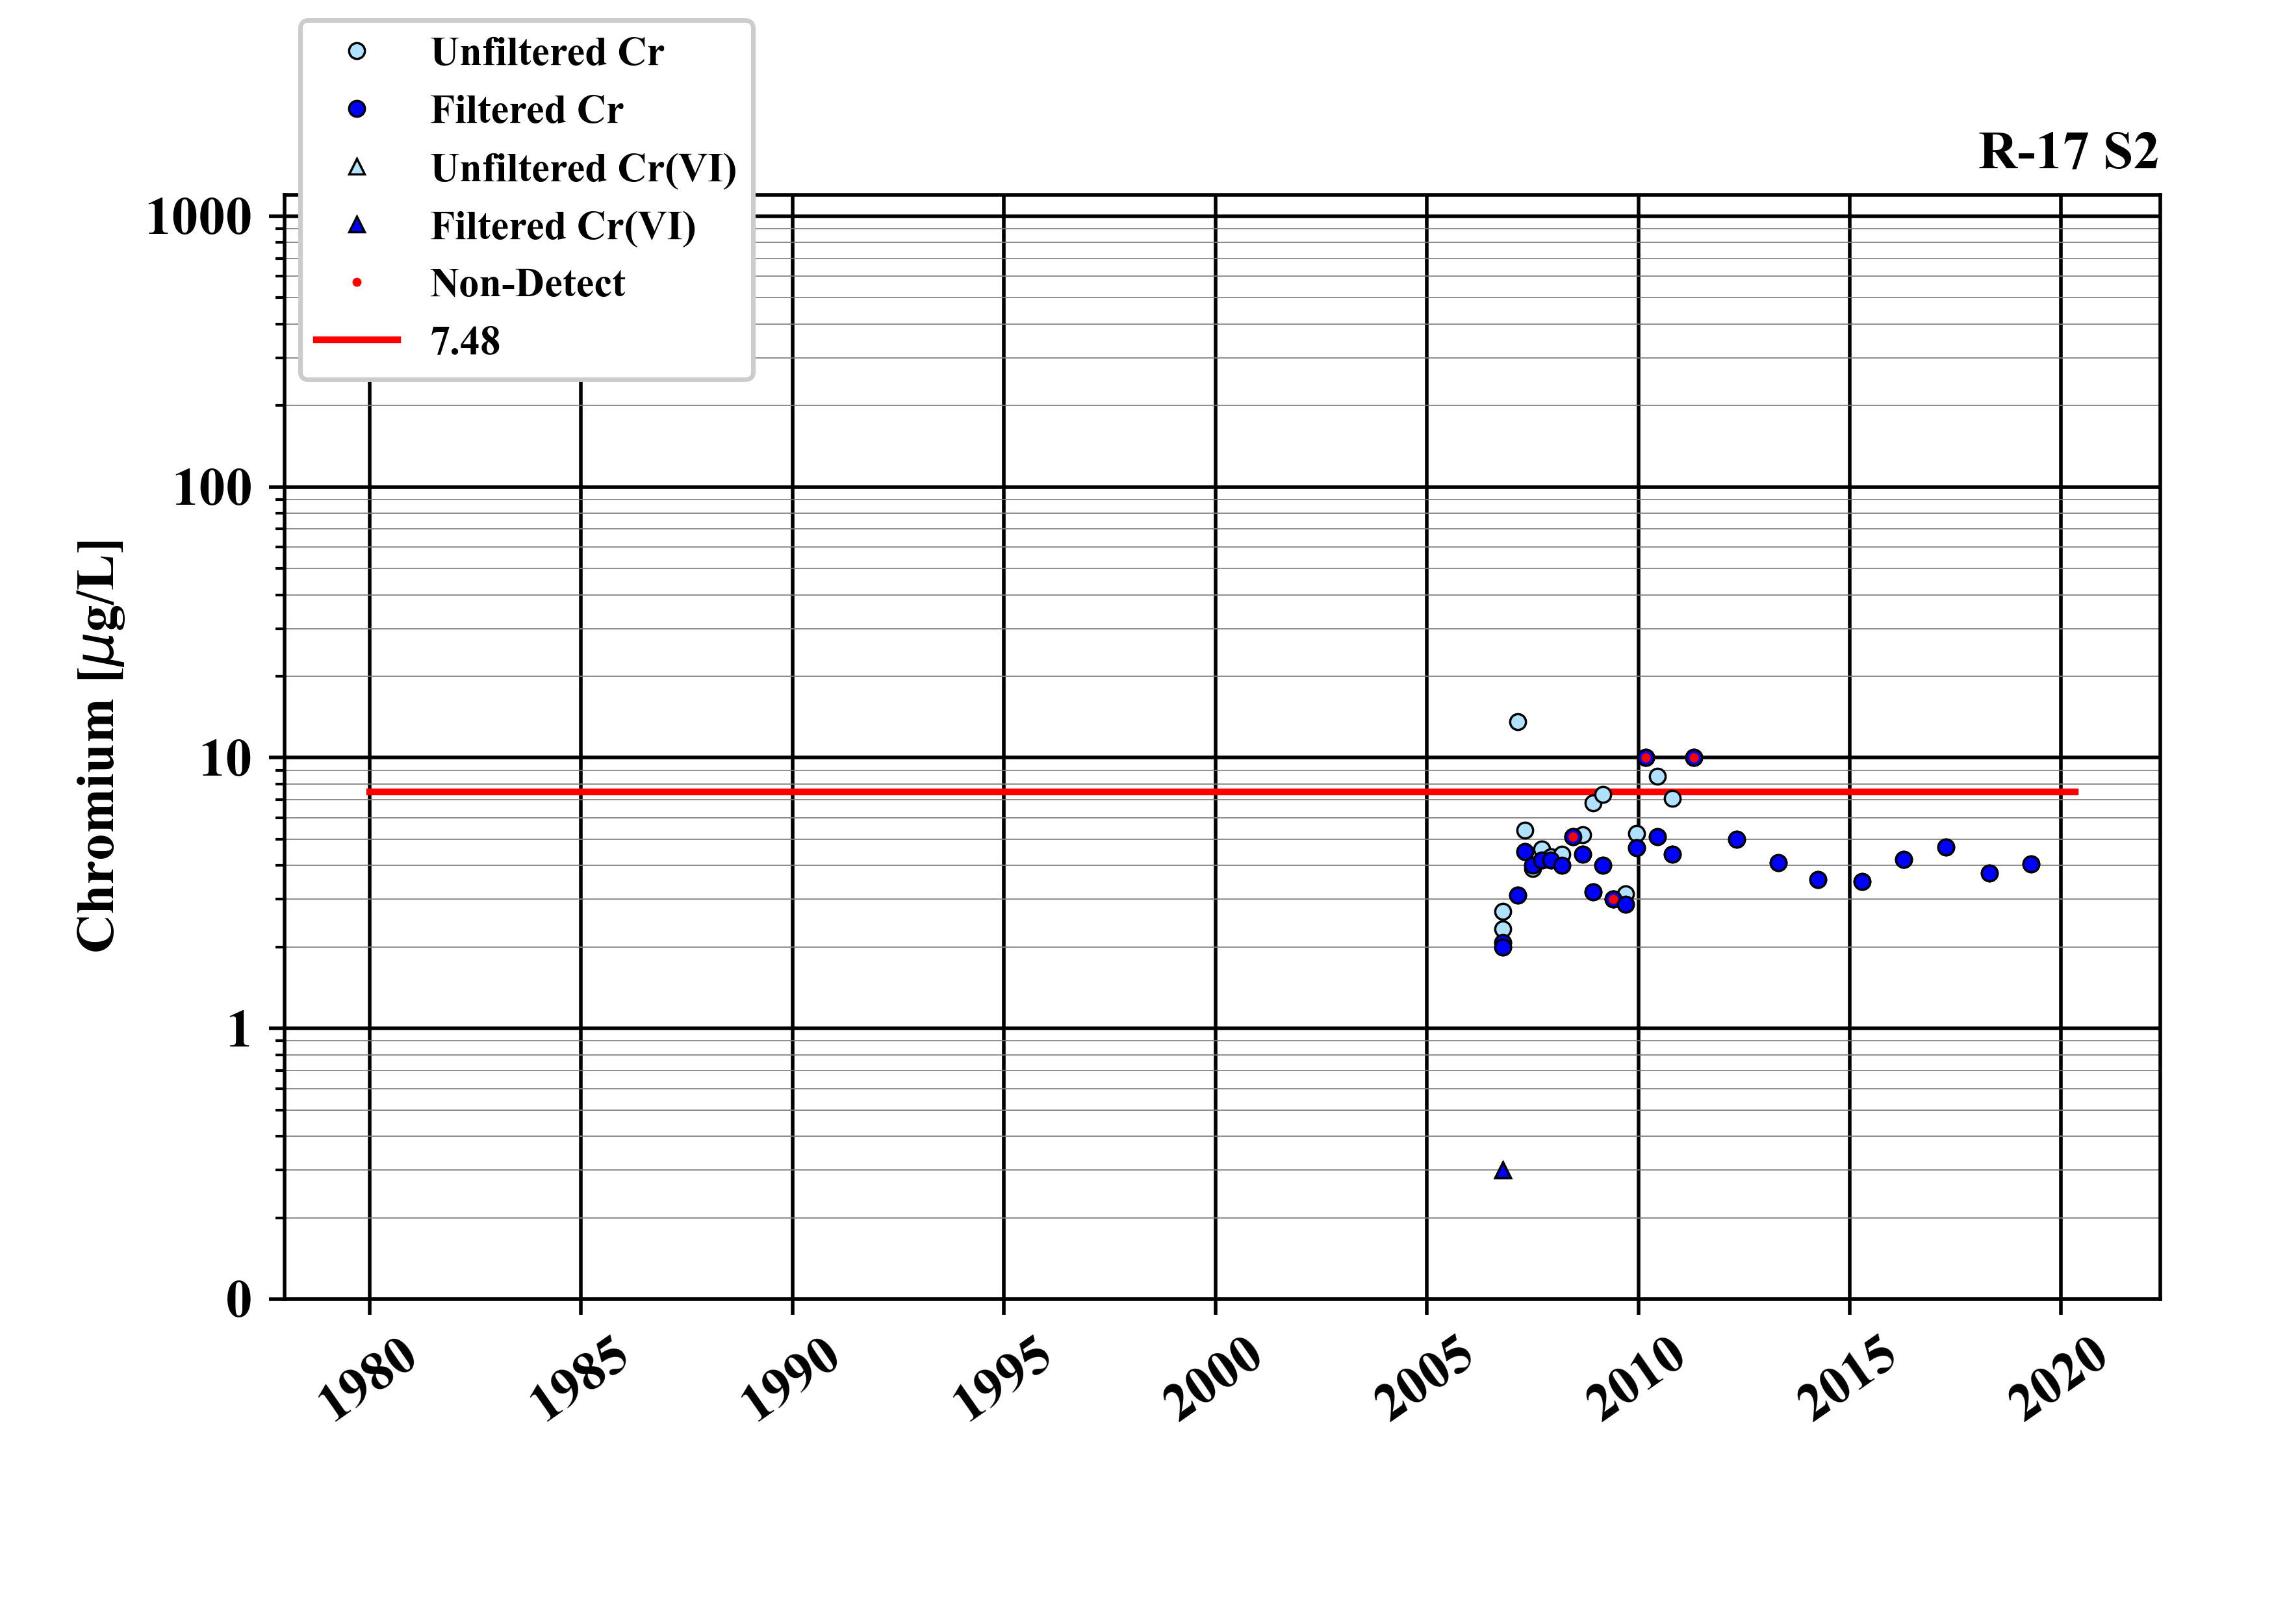 Unfiltered Cr
Filtered Cr
Unfiltered Cr(VI)
Filtered Cr(VI)
Non-Detect
7.48
R-17 S2
1000
100
10
1
0
Chromium [μg/L]
1980
1985
1990
1995
2000
2005
2010
2015
2020